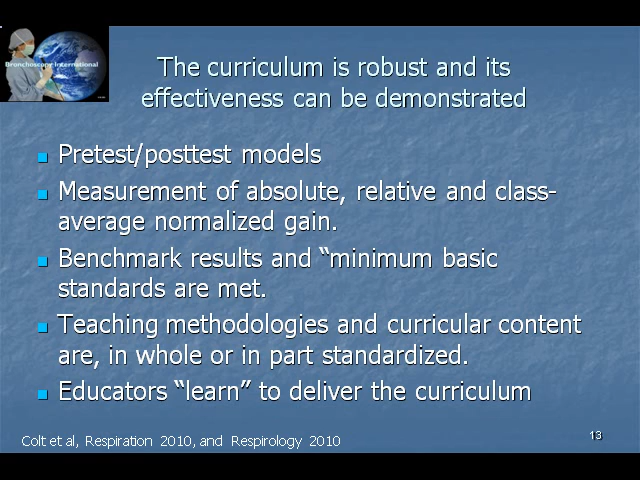 Bronchoscopy International
The curriculum is robust and its
effectiveness can be demonstrated
Pretest/posttest models
Measurement of absolute, relative and class-
average normalized gain.
Benchmark results and “minimum basic
standards are met.
Teaching methodologies and curricular content
are, in whole or in part standardized.
Educators “learn” to deliver the curriculum
Colt et al, Respiration 2010, and Respirology 2010
13